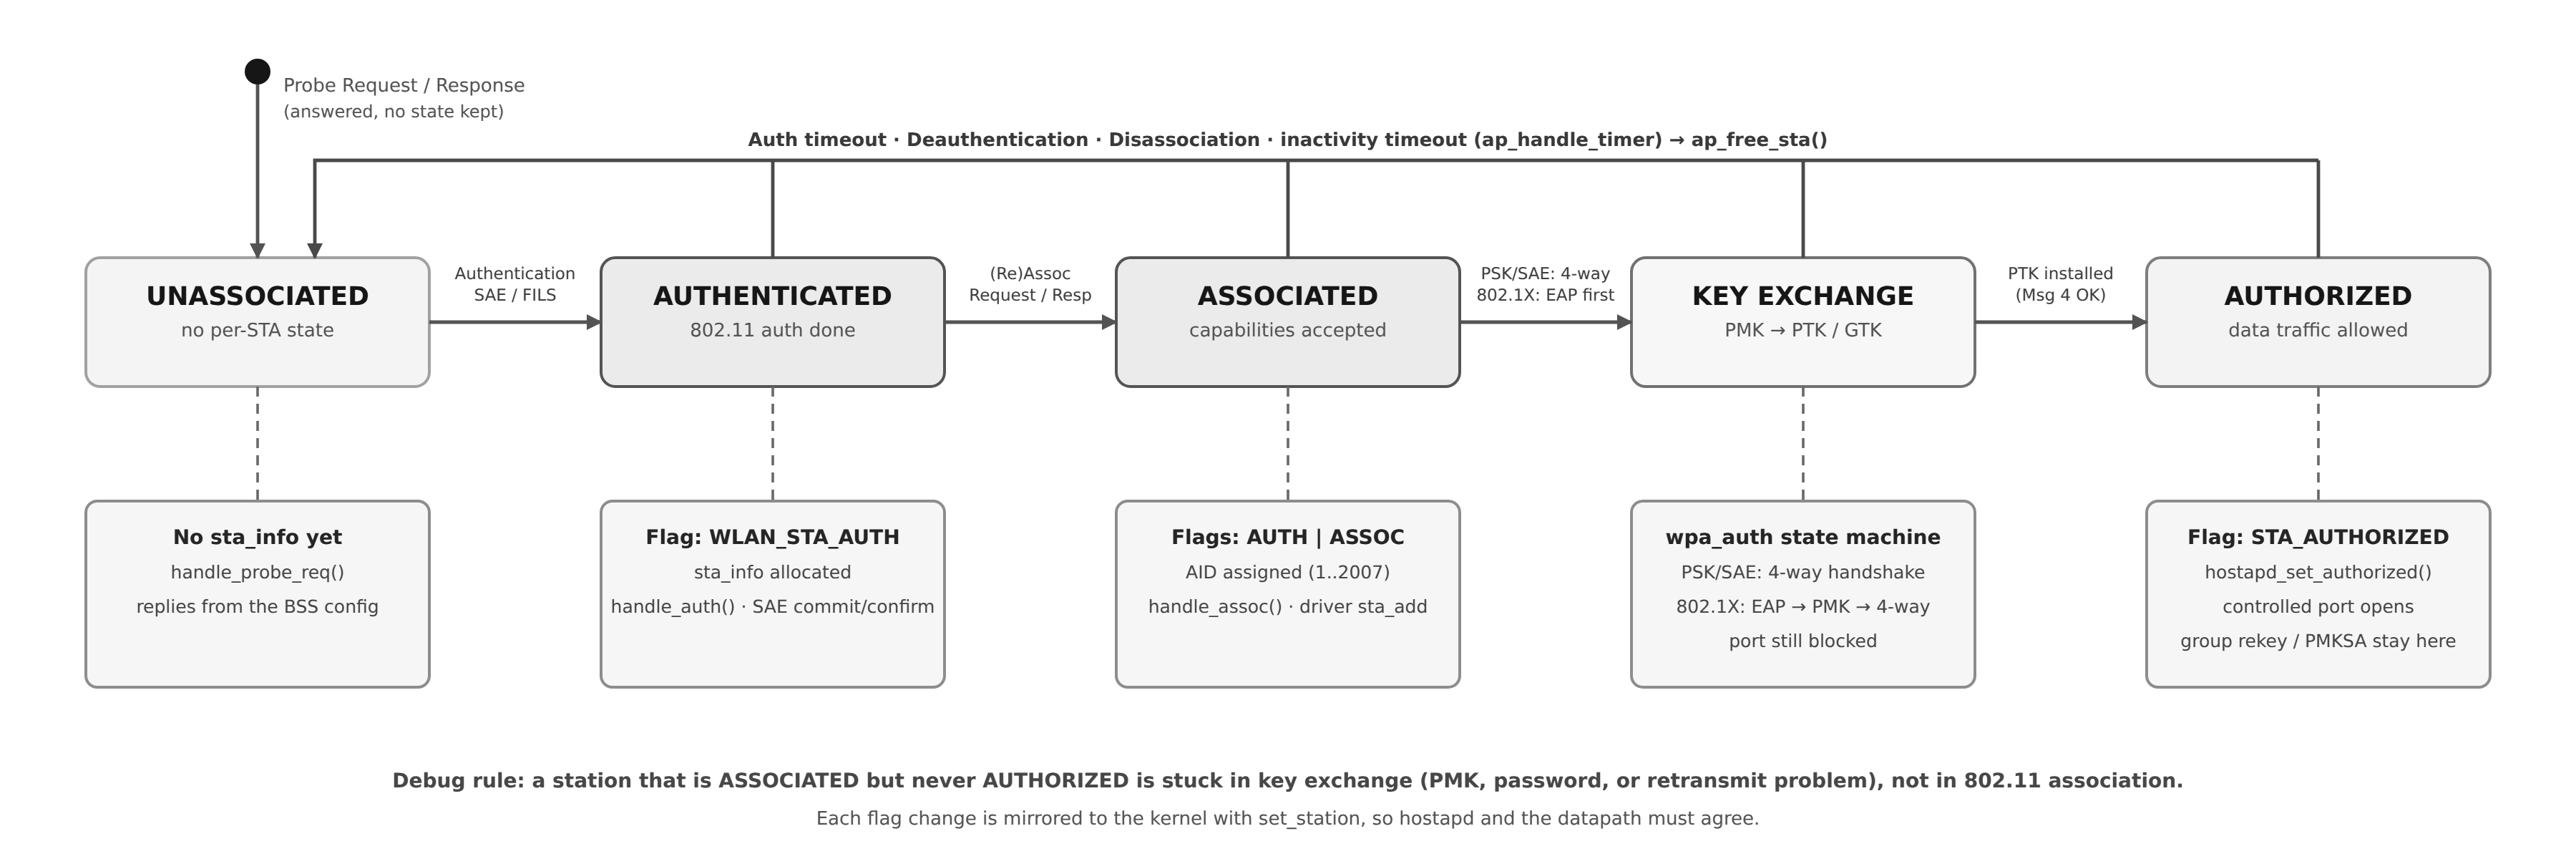 Probe Request / Response
(answered, no state kept)
Auth timeout · Deauthentication · Disassociation · inactivity timeout (ap_handle_timer) → ap_free_sta()
UNASSOCIATED
no per-STA state
Authentication
SAE / FILS
AUTHENTICATED
802.11 auth done
(Re)Assoc
Request / Resp
ASSOCIATED
capabilities accepted
PSK/SAE: 4-way
802.1X: EAP first
KEY EXCHANGE
PMK → PTK / GTK
PTK installed
(Msg 4 OK)
AUTHORIZED
data traffic allowed
No sta_info yet
handle_probe_req()
replies from the BSS config
Flag: WLAN_STA_AUTH
sta_info allocated
handle_auth() · SAE commit/confirm
Flags: AUTH | ASSOC
AID assigned (1..2007)
handle_assoc() · driver sta_add
wpa_auth state machine
PSK/SAE: 4-way handshake
802.1X: EAP → PMK → 4-way
port still blocked
Flag: STA_AUTHORIZED
hostapd_set_authorized()
controlled port opens
group rekey / PMKSA stay here
Debug rule: a station that is ASSOCIATED but never AUTHORIZED is stuck in key exchange (PMK, password, or retransmit problem), not in 802.11 association.
Each flag change is mirrored to the kernel with set_station, so hostapd and the datapath must agree.